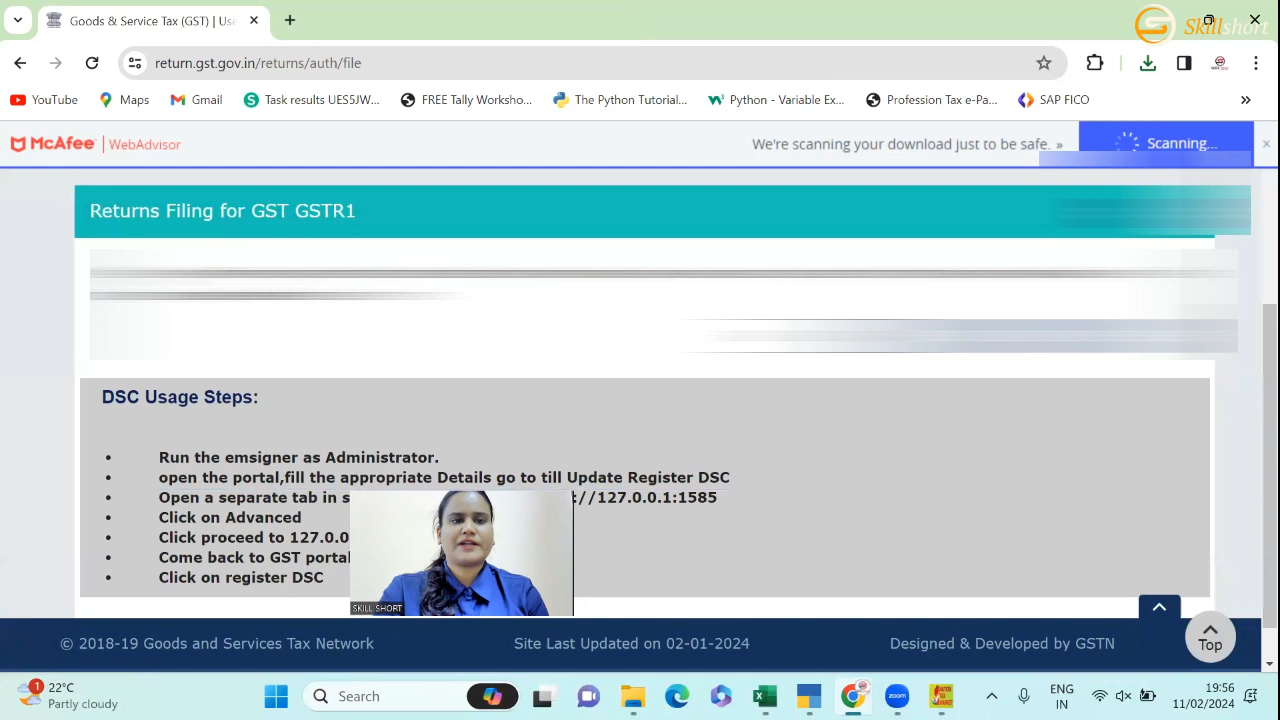 Goods & Service Tax (GST) | Use
Skillshort
return.gst.gov.in/returns/auth/file
YouTube Maps Gmail Task results UES5JW... FREE Tally Worksho... The Python Tutorial... Python - Variable Ex... Profession Tax e-Pa... SAP FICO
McAfee | WebAdvisor We're scanning your download just to be safe. » Scanning...
Returns Filing for GST GSTR1
DSC Usage Steps:
• Run the emsigner as Administrator.
• open the portal,fill the appropriate Details go to till Update Register DSC
• Open a separate tab in s ://127.0.0.1:1585
• Click on Advanced
• Click proceed to 127.0.0
• Come back to GST portal
• Click on register DSC
SKILL SHORT
© 2018-19 Goods and Services Tax Network Site Last Updated on 02-01-2024 Designed & Developed by GSTN
Top
1 22°C
Partly cloudy
Search
ENG
IN
19:56
11/02/2024